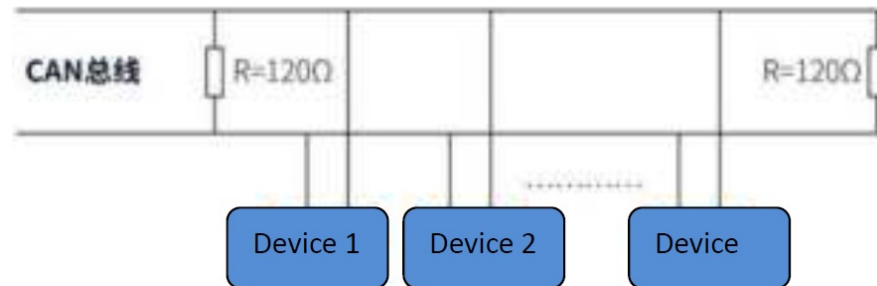 CAN总线
R=120Ω
R=120Ω
Device 1
Device 2
Device